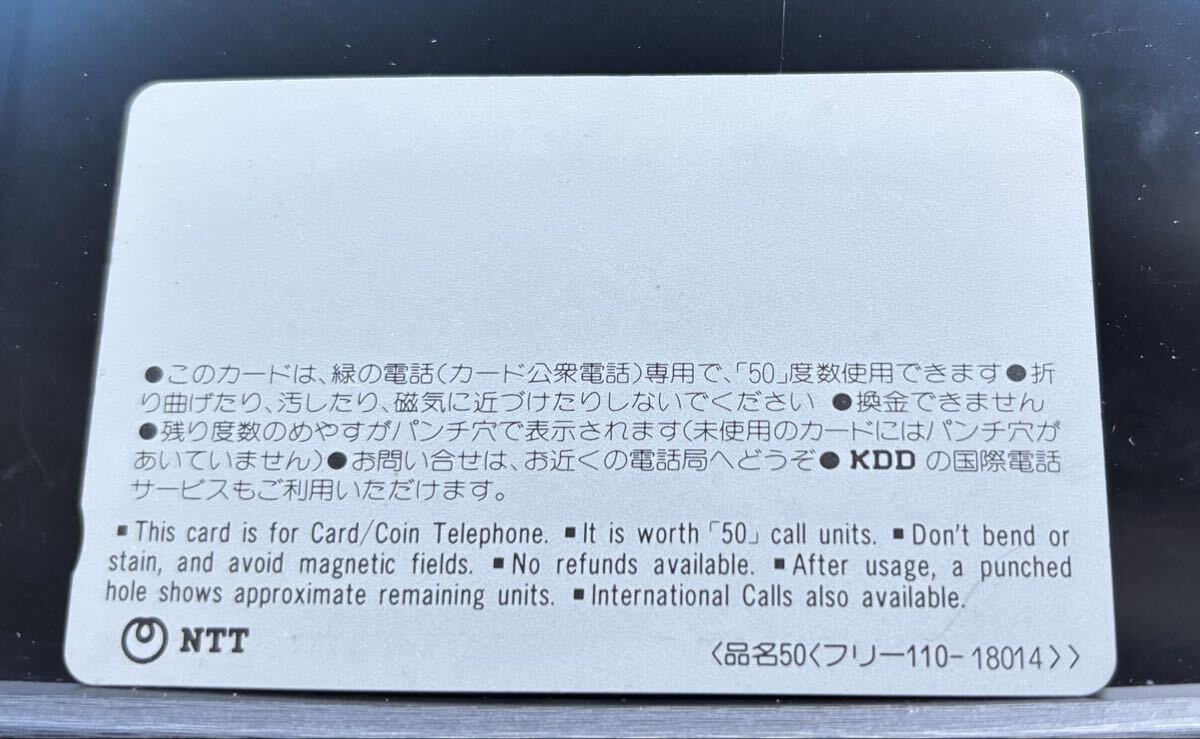 ●このカードは、緑の電話(カード公衆電話)専用で、「50」度数使用できます●折
り曲げたり、汚したり、磁気に近づけたりしないでください ●換金できません
●残り度数のめやすがパンチ穴で表示されます(未使用のカードにはパンチ穴が
あいていません)●お問い合せは、お近くの電話局へどうぞ● KDD の国際電話
サービスもご利用いただけます。
▪This card is for Card/Coin Telephone. ▪It is worth「50」call units. ▪Don't bend or
stain, and avoid magnetic fields. ▪No refunds available. ▪After usage, a punched
hole shows approximate remaining units. ▪International Calls also available.
NTT
〈品名50〈フリー110-18014〉〉